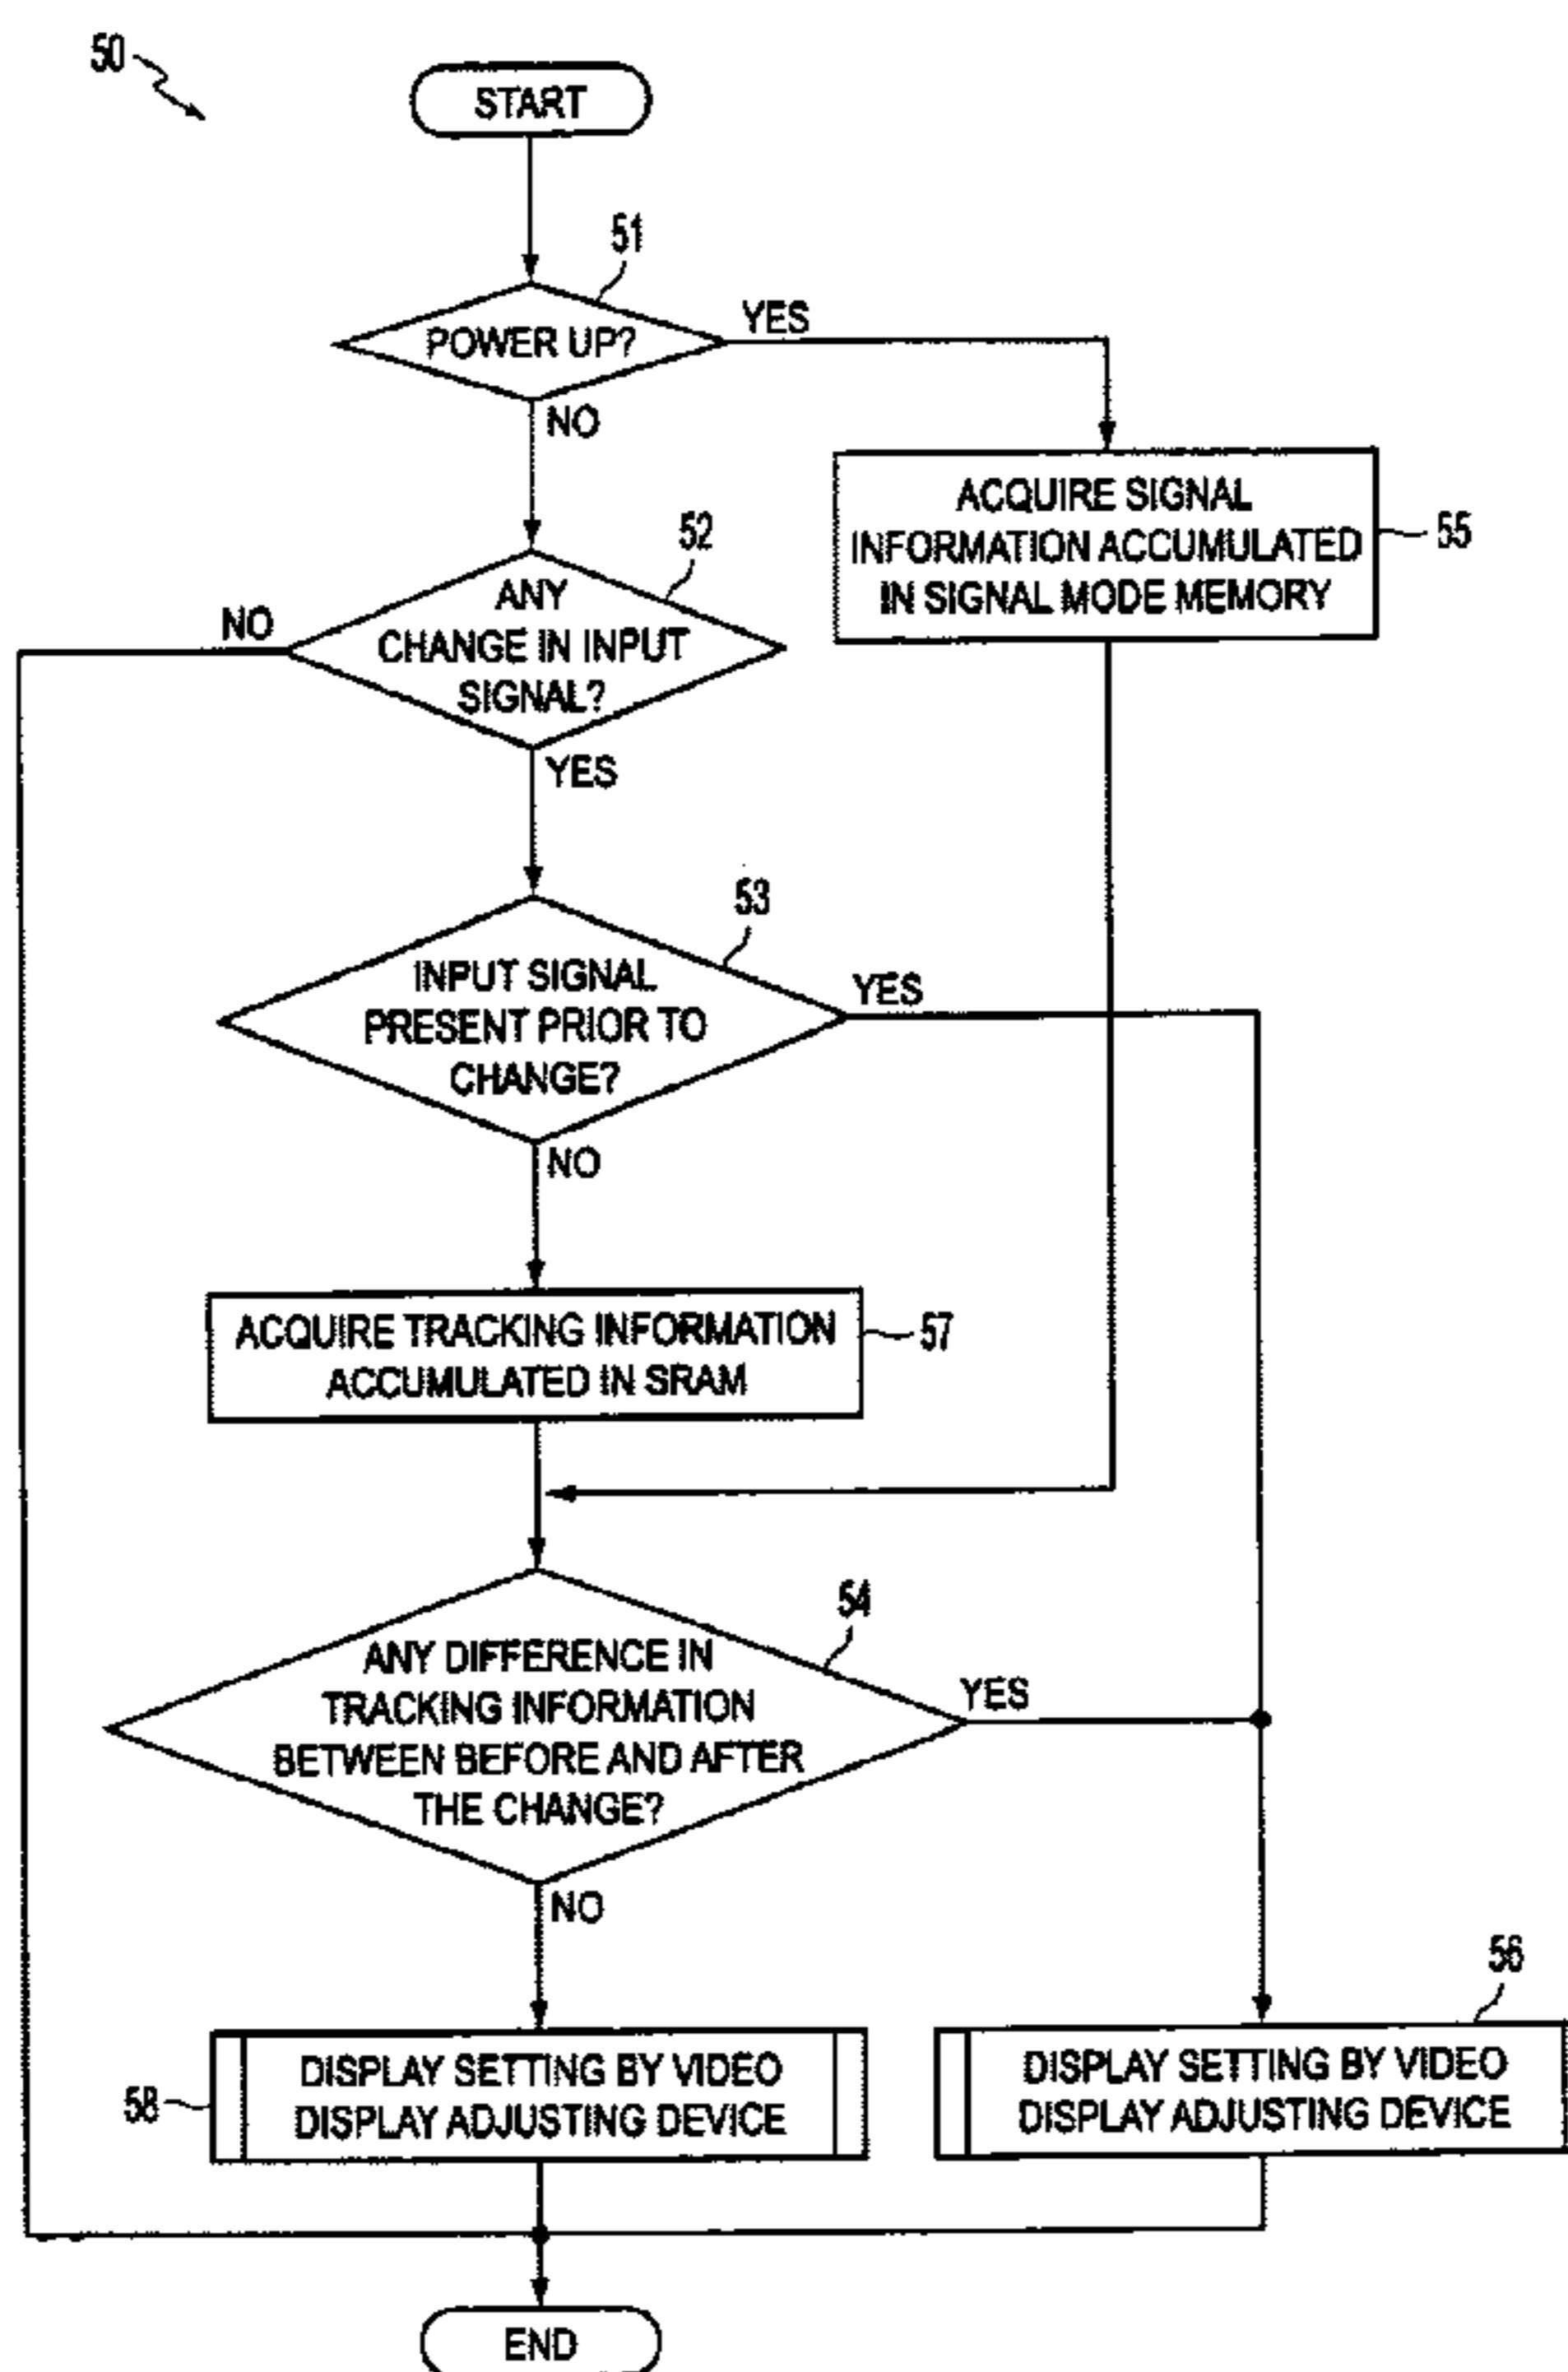 50
START
51
POWER UP?
YES
NO
ACQUIRE SIGNAL
INFORMATION ACCUMULATED
IN SIGNAL MODE MEMORY
55
52
ANY
CHANGE IN INPUT
SIGNAL?
NO
YES
53
INPUT SIGNAL
PRESENT PRIOR TO
CHANGE?
YES
NO
ACQUIRE TRACKING INFORMATION
ACCUMULATED IN SRAM
57
54
ANY DIFFERENCE IN
TRACKING INFORMATION
BETWEEN BEFORE AND AFTER
THE CHANGE?
YES
NO
58
DISPLAY SETTING BY VIDEO
DISPLAY ADJUSTING DEVICE
56
DISPLAY SETTING BY VIDEO
DISPLAY ADJUSTING DEVICE
END